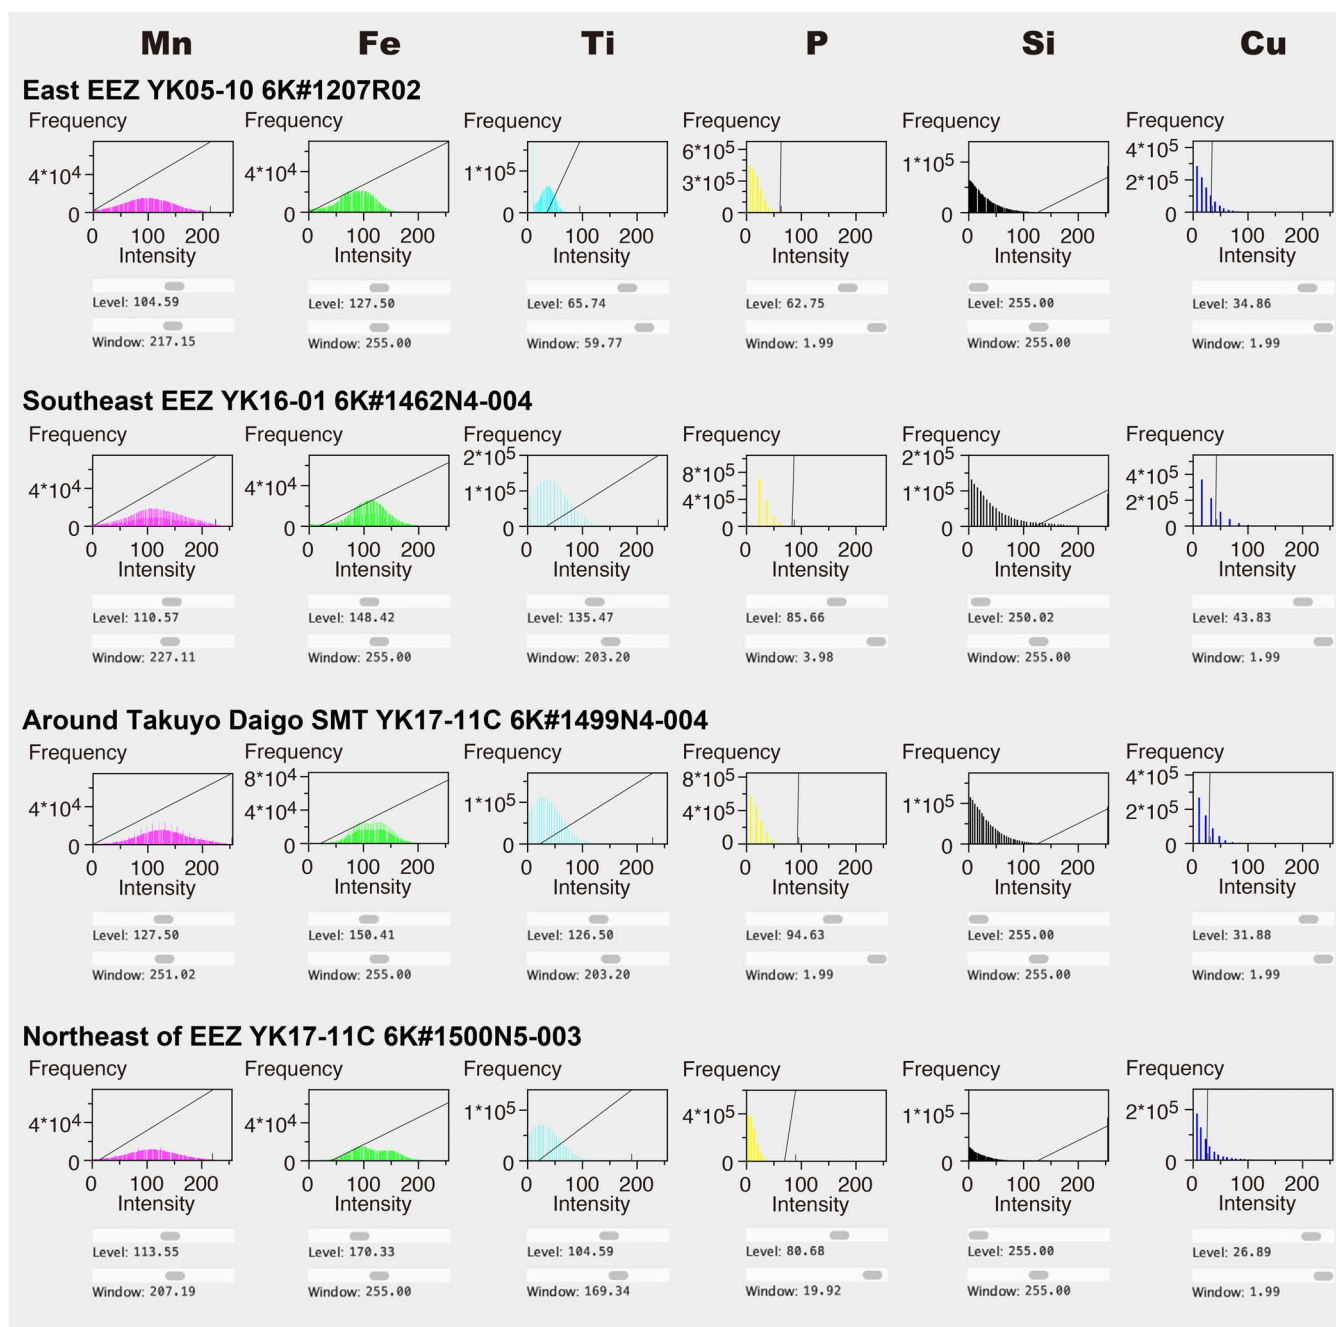 Mn Fe Ti P Si Cu
East EEZ YK05-10 6K#1207R02
Frequency Frequency Frequency Frequency Frequency Frequency
4*10^4 4*10^4 1*10^5 6*10^5 1*10^5 4*10^5
3*10^5 2*10^5
0 0 0 0 0 0
0 100 200 0 100 200 0 100 200 0 100 200 0 100 200 0 100 200
Intensity Intensity Intensity Intensity Intensity Intensity
Level: 104.59 Level: 127.50 Level: 65.74 Level: 62.75 Level: 255.00 Level: 34.86
Window: 217.15 Window: 255.00 Window: 59.77 Window: 1.99 Window: 255.00 Window: 1.99
Southeast EEZ YK16-01 6K#1462N4-004
Frequency Frequency Frequency Frequency Frequency Frequency
2*10^5 2*10^5
4*10^4 4*10^4 1*10^5 8*10^5 1*10^5 4*10^5
4*10^5 2*10^5
0 0 0 0 0 0
0 100 200 0 100 200 0 100 200 0 100 200 0 100 200 0 100 200
Intensity Intensity Intensity Intensity Intensity Intensity
Level: 110.57 Level: 148.42 Level: 135.47 Level: 85.66 Level: 250.02 Level: 43.83
Window: 227.11 Window: 255.00 Window: 203.20 Window: 3.98 Window: 255.00 Window: 1.99
Around Takuyo Daigo SMT YK17-11C 6K#1499N4-004
Frequency Frequency Frequency Frequency Frequency Frequency
8*10^4 8*10^5 4*10^5
4*10^4 4*10^4 1*10^5 4*10^5 1*10^5 2*10^5
0 0 0 0 0 0
0 100 200 0 100 200 0 100 200 0 100 200 0 100 200 0 100 200
Intensity Intensity Intensity Intensity Intensity Intensity
Level: 127.50 Level: 150.41 Level: 126.50 Level: 94.63 Level: 255.00 Level: 31.88
Window: 251.02 Window: 255.00 Window: 203.20 Window: 1.99 Window: 255.00 Window: 1.99
Northeast of EEZ YK17-11C 6K#1500N5-003
Frequency Frequency Frequency Frequency Frequency Frequency
4*10^4 4*10^4 1*10^5 4*10^5 1*10^5 2*10^5
0 0 0 0 0 0
0 100 200 0 100 200 0 100 200 0 100 200 0 100 200 0 100 200
Intensity Intensity Intensity Intensity Intensity Intensity
Level: 113.55 Level: 170.33 Level: 104.59 Level: 80.68 Level: 255.00 Level: 26.89
Window: 207.19 Window: 255.00 Window: 169.34 Window: 19.92 Window: 255.00 Window: 1.99